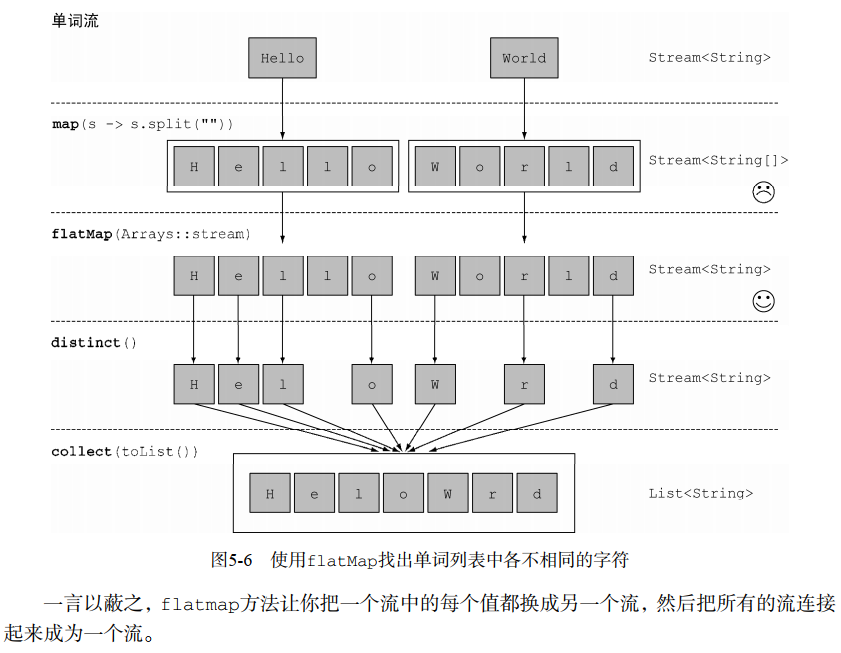 单词流
Hello World Stream<String>
map(s -> s.split(""))
H e l l o W o r l d Stream<String[]>
flatMap(Arrays::stream)
H e l l o W o r l d Stream<String>
distinct()
H e l o W r d Stream<String>
collect(toList())
H e l o W r d List<String>
图5-6 使用flatMap找出单词列表中各不相同的字符
一言以蔽之，flatmap方法让你把一个流中的每个值都换成另一个流，然后把所有的流连接
起来成为一个流。